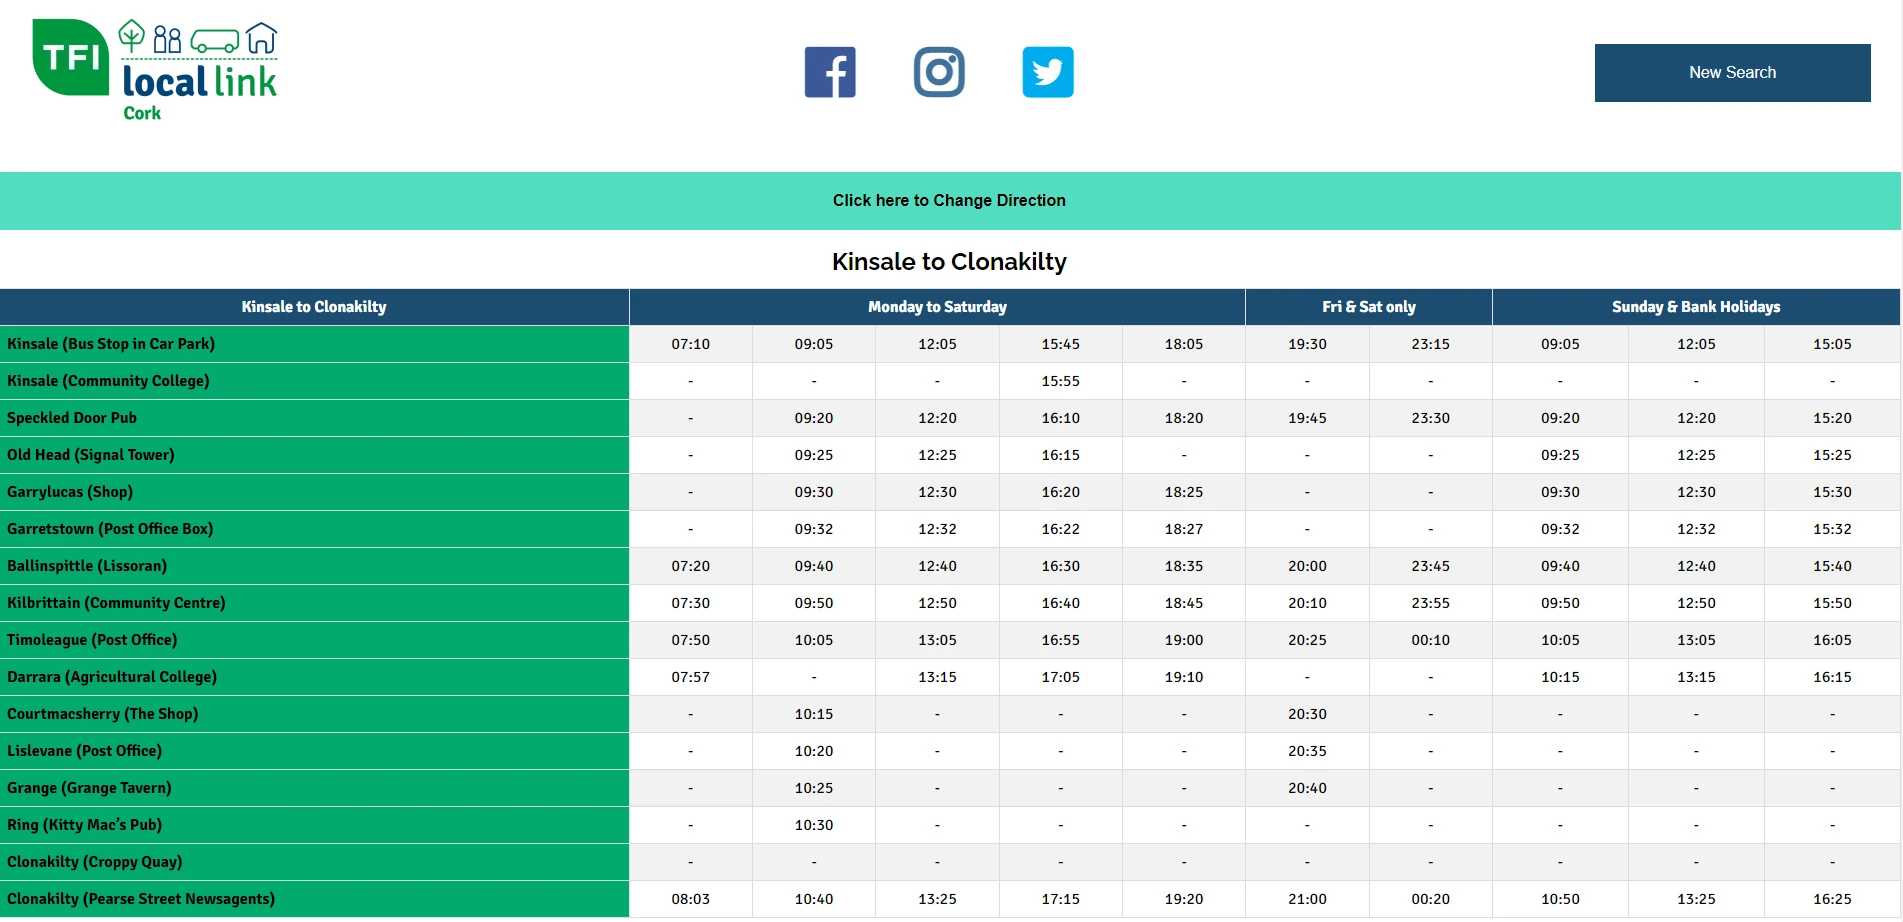 TFI
local link
Cork
New Search
Click here to Change Direction
Kinsale to Clonakilty
Kinsale to Clonakilty Monday to Saturday Fri & Sat only Sunday & Bank Holidays
Kinsale (Bus Stop in Car Park) 07:10 09:05 12:05 15:45 18:05 19:30 23:15 09:05 12:05 15:05
Kinsale (Community College) - - - 15:55 - - - - - -
Speckled Door Pub - 09:20 12:20 16:10 18:20 19:45 23:30 09:20 12:20 15:20
Old Head (Signal Tower) - 09:25 12:25 16:15 - - - 09:25 12:25 15:25
Garrylucas (Shop) - 09:30 12:30 16:20 18:25 - - 09:30 12:30 15:30
Garretstown (Post Office Box) - 09:32 12:32 16:22 18:27 - - 09:32 12:32 15:32
Ballinspittle (Lissoran) 07:20 09:40 12:40 16:30 18:35 20:00 23:45 09:40 12:40 15:40
Kilbrittain (Community Centre) 07:30 09:50 12:50 16:40 18:45 20:10 23:55 09:50 12:50 15:50
Timoleague (Post Office) 07:50 10:05 13:05 16:55 19:00 20:25 00:10 10:05 13:05 16:05
Darrara (Agricultural College) 07:57 - 13:15 17:05 19:10 - - 10:15 13:15 16:15
Courtmacsherry (The Shop) - 10:15 - - - 20:30 - - - -
Lislevane (Post Office) - 10:20 - - - 20:35 - - - -
Grange (Grange Tavern) - 10:25 - - - 20:40 - - - -
Ring (Kitty Mac’s Pub) - 10:30 - - - - - - - -
Clonakilty (Croppy Quay) - - - - - - - - - -
Clonakilty (Pearse Street Newsagents) 08:03 10:40 13:25 17:15 19:20 21:00 00:20 10:50 13:25 16:25